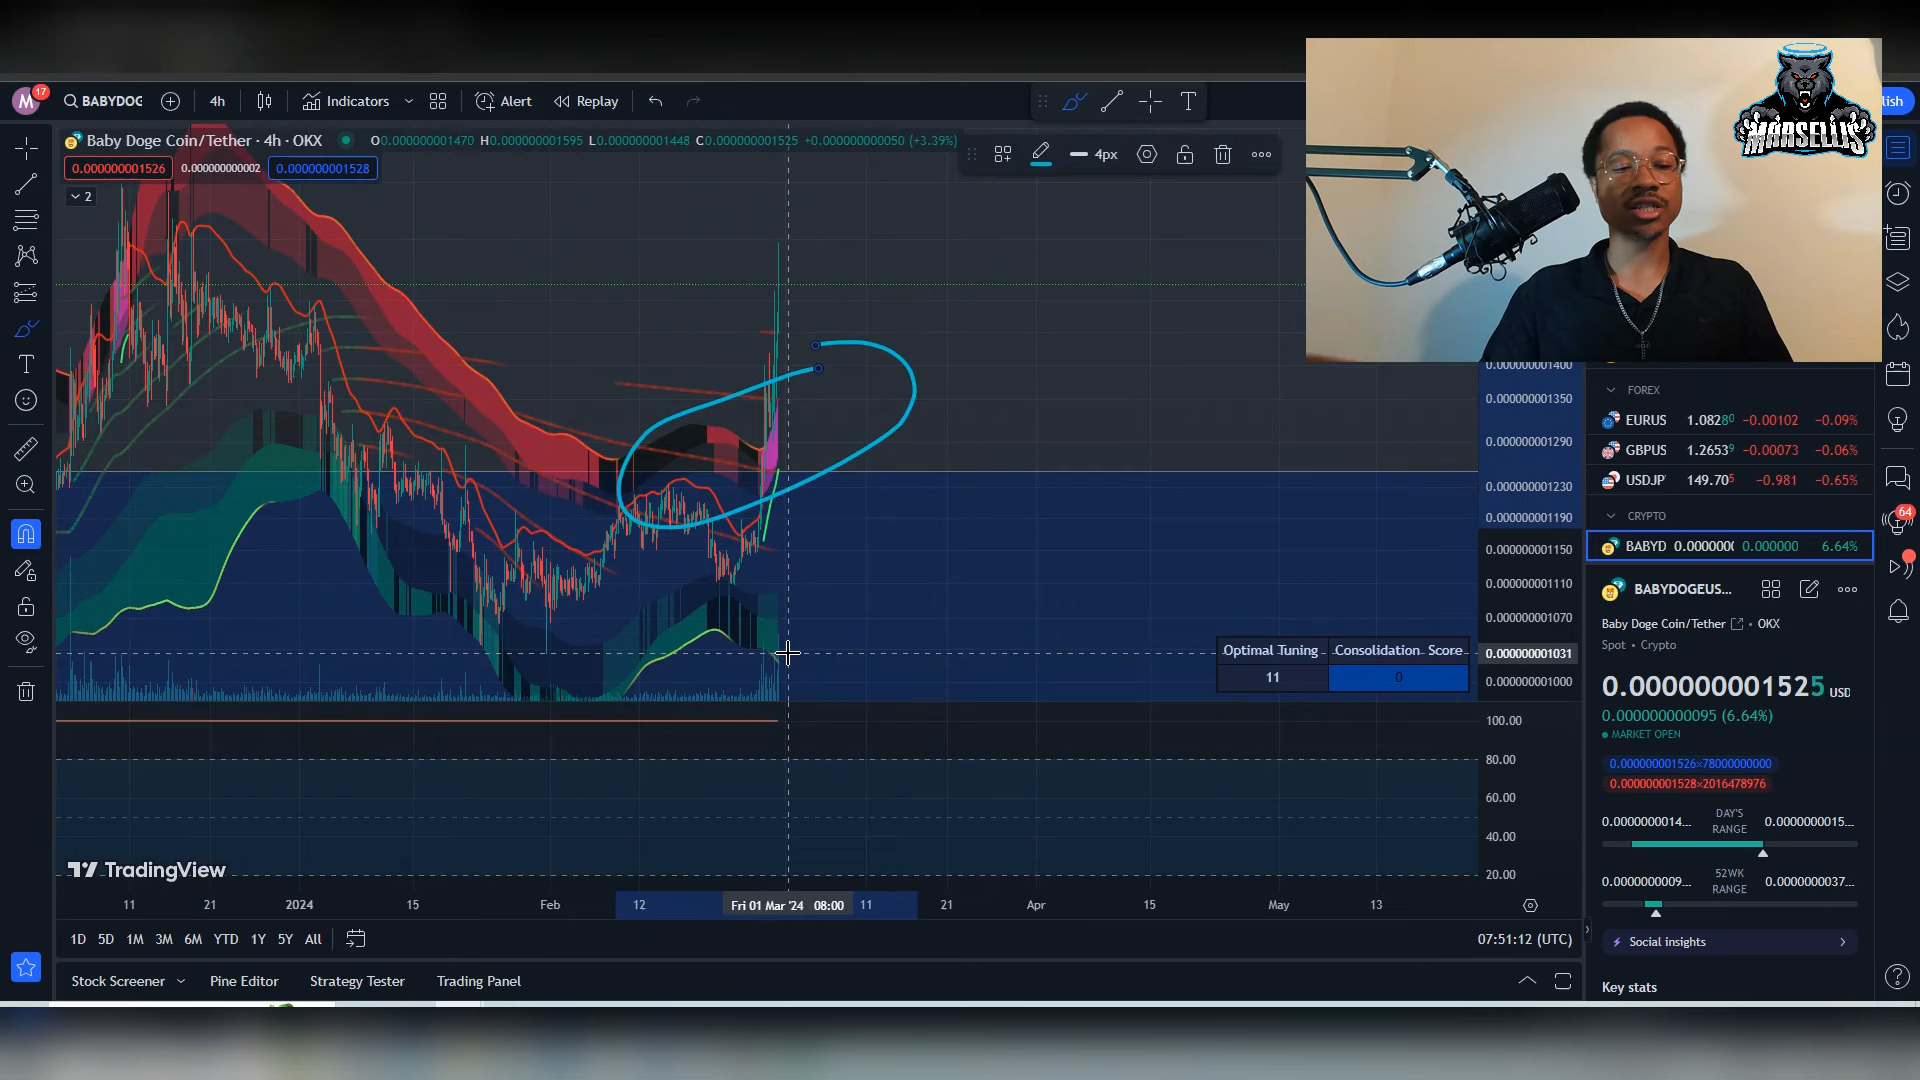 M
17
BABYDOG
4h
Indicators
Alert
Replay
T
lish
MARSELLIS
Baby Doge Coin/Tether · 4h · OKX
O0.000000001470 H0.000000001595 L0.000000001448 C0.000000001525 +0.000000000050 (+3.39%)
4px
0.000000001526
0.000000000002
0.000000001528
2
0.000000001400
0.000000001350
0.000000001290
0.000000001230
0.000000001190
0.000000001150
0.000000001110
0.000000001070
0.000000001031
0.000000001000
Optimal Tuning
Consolidation Score
11
0
100.00
80.00
60.00
40.00
20.00
TradingView
11
21
2024
15
Feb
12
Fri 01 Mar '24 08:00
11
21
Apr
15
May
13
1D 5D 1M 3M 6M YTD 1Y 5Y All
07:51:12 (UTC)
Stock Screener
Pine Editor
Strategy Tester
Trading Panel
FOREX
EURUS 1.08280 −0.00102 −0.09%
GBPUS 1.26539 −0.00073 −0.06%
USDJP 149.705 −0.981 −0.65%
CRYPTO
BABYD 0.000000( 0.000000 6.64%
64
BABYDOGEUS...
Baby Doge Coin/Tether • OKX
Spot • Crypto
0.000000001525 USD
0.000000000095 (6.64%)
MARKET OPEN
0.000000001526×78000000000
0.000000001528×2016478976
0.0000000014...
DAY'S
RANGE
0.0000000015...
0.0000000009...
52WK
RANGE
0.0000000037...
Social insights
Key stats